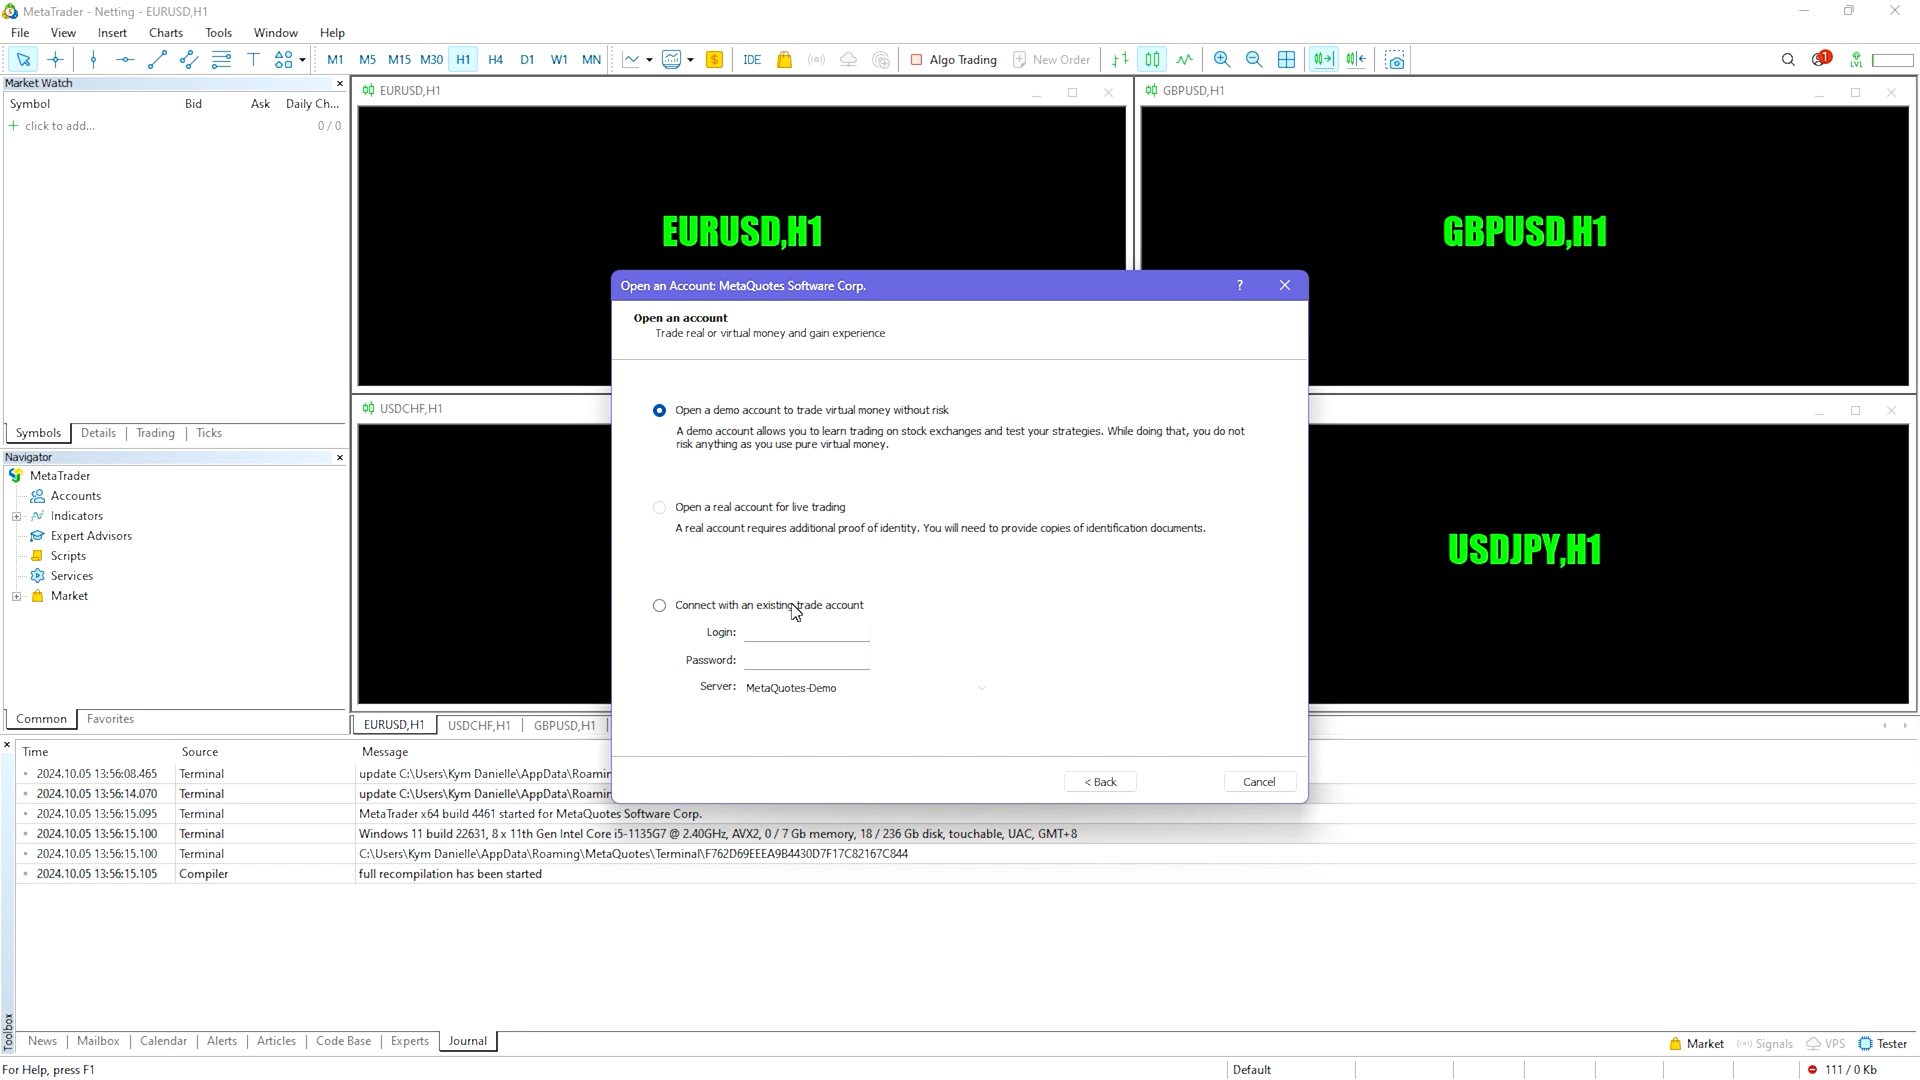 MetaTrader - Netting - EURUSD,H1
File View Insert Charts Tools Window Help
M1 M5 M15 M30 H1 H4 D1 W1 MN IDE Algo Trading New Order 1 LVL
Market Watch
Symbol Bid Ask Daily Ch...
click to add... 0 / 0
Symbols Details Trading Ticks
Navigator
MetaTrader
Accounts
Indicators
Expert Advisors
Scripts
Services
Market
Common Favorites
EURUSD,H1
EURUSD,H1
GBPUSD,H1
GBPUSD,H1
USDCHF,H1
USDJPY,H1
EURUSD,H1 USDCHF,H1 GBPUSD,H1
Open an Account: MetaQuotes Software Corp. ?
Open an account
Trade real or virtual money and gain experience
Open a demo account to trade virtual money without risk
A demo account allows you to learn trading on stock exchanges and test your strategies. While doing that, you do not
risk anything as you use pure virtual money.
Open a real account for live trading
A real account requires additional proof of identity. You will need to provide copies of identification documents.
Connect with an existing trade account
Login:
Password:
Server: MetaQuotes-Demo
< Back Cancel
Time Source Message
2024.10.05 13:56:08.465 Terminal update C:\Users\Kym Danielle\AppData\Roamin
2024.10.05 13:56:14.070 Terminal update C:\Users\Kym Danielle\AppData\Roamin
2024.10.05 13:56:15.095 Terminal MetaTrader x64 build 4461 started for MetaQuotes Software Corp.
2024.10.05 13:56:15.100 Terminal Windows 11 build 22631, 8 x 11th Gen Intel Core i5-1135G7 @ 2.40GHz, AVX2, 0 / 7 Gb memory, 18 / 236 Gb disk, touchable, UAC, GMT+8
2024.10.05 13:56:15.100 Terminal C:\Users\Kym Danielle\AppData\Roaming\MetaQuotes\Terminal\F762D69EEEA9B4430D7F17C82167C844
2024.10.05 13:56:15.105 Compiler full recompilation has been started
Toolbox
News Mailbox Calendar Alerts Articles Code Base Experts Journal Market Signals VPS Tester
For Help, press F1 Default 111 / 0 Kb